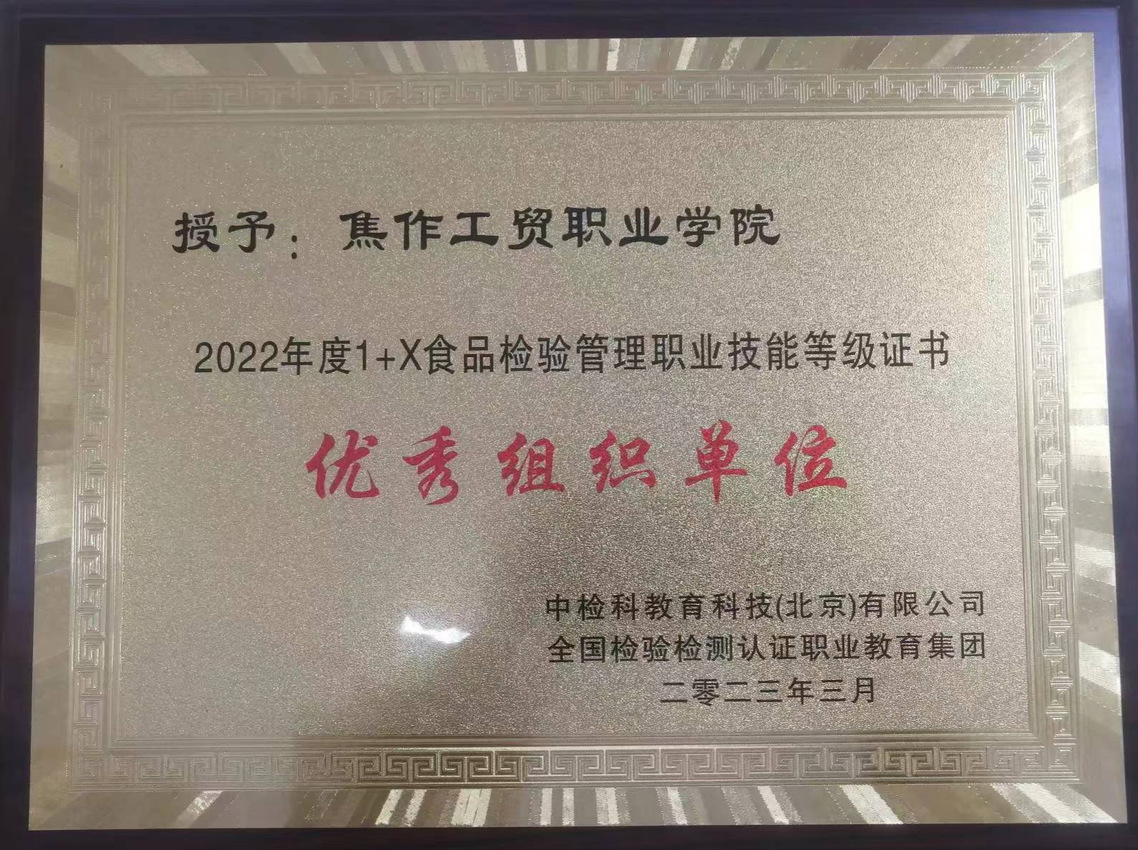 授予：焦作工贸职业学院
2022年度1+X食品检验管理职业技能等级证书
优秀组织单位
中检科教育科技(北京)有限公司
全国检验检测认证职业教育集团
二零二三年三月